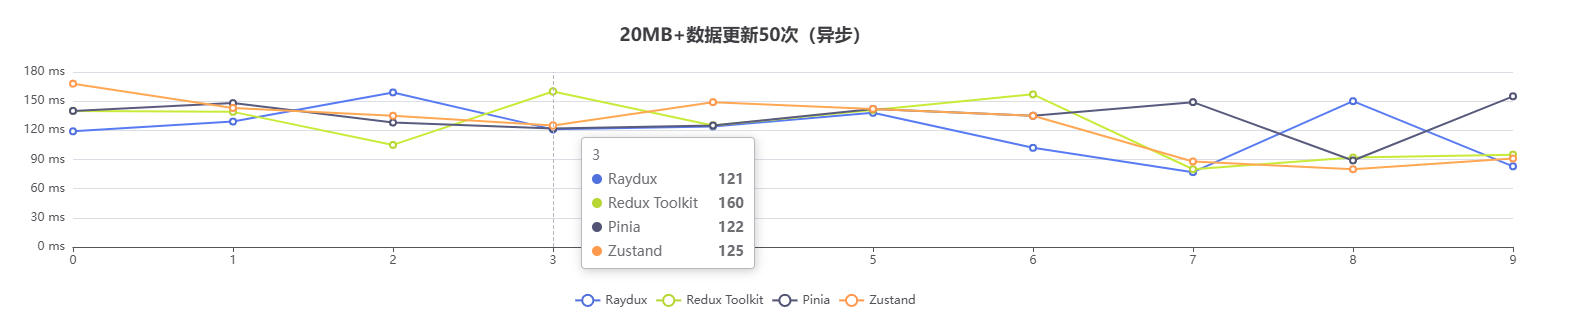 20MB+数据更新50次（异步）
180 ms
150 ms
120 ms
90 ms
60 ms
30 ms
0 ms
0 1 2 3 5 6 7 8 9
3
Raydux 121
Redux Toolkit 160
Pinia 122
Zustand 125
Raydux Redux Toolkit Pinia Zustand